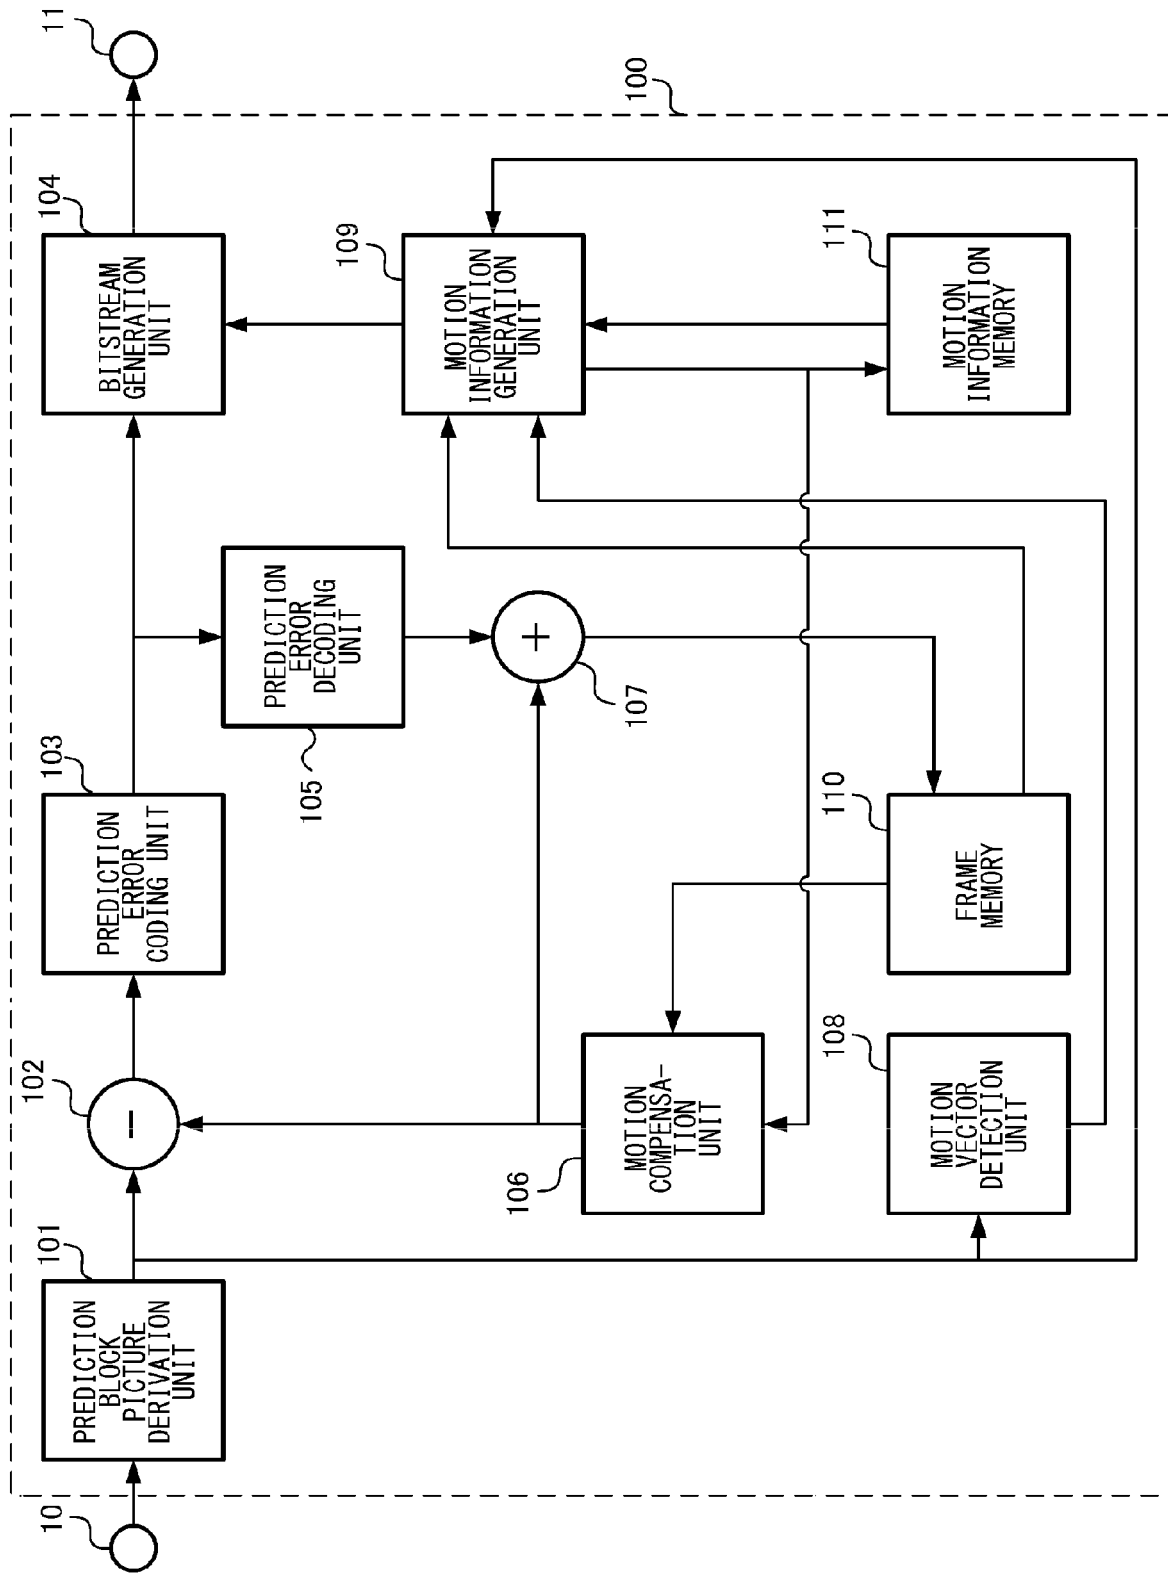 10
PREDICTION
BLOCK
PICTURE
DERIVATION
UNIT
101
−
102
PREDICTION
ERROR
CODING UNIT
103
BITSTREAM
GENERATION
UNIT
104
11
PREDICTION
ERROR
DECODING
UNIT
105
+
107
MOTION
INFORMATION
GENERATION
UNIT
109
100
MOTION
COMPENSA-
TION
UNIT
106
MOTION
VECTOR
DETECTION
UNIT
108
FRAME
MEMORY
110
MOTION
INFORMATION
MEMORY
111